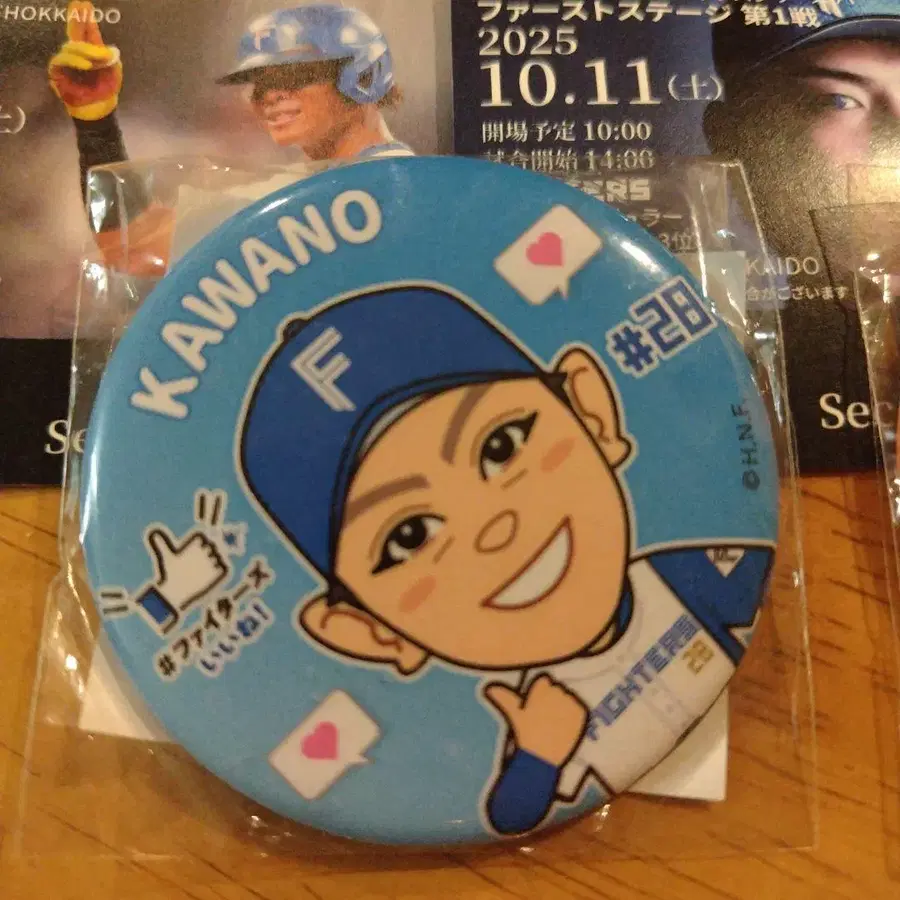 HOKKAIDO
ファーストステージ 第1戦
2025
10.11(土)
開場予定 10:00
試合開始 14:00
KAIDO
合がございます
Sec
Sec
KAWANO
#28
F
F
©H.N.F.
#ファイターズ
いいね!
FIGHTERS
28